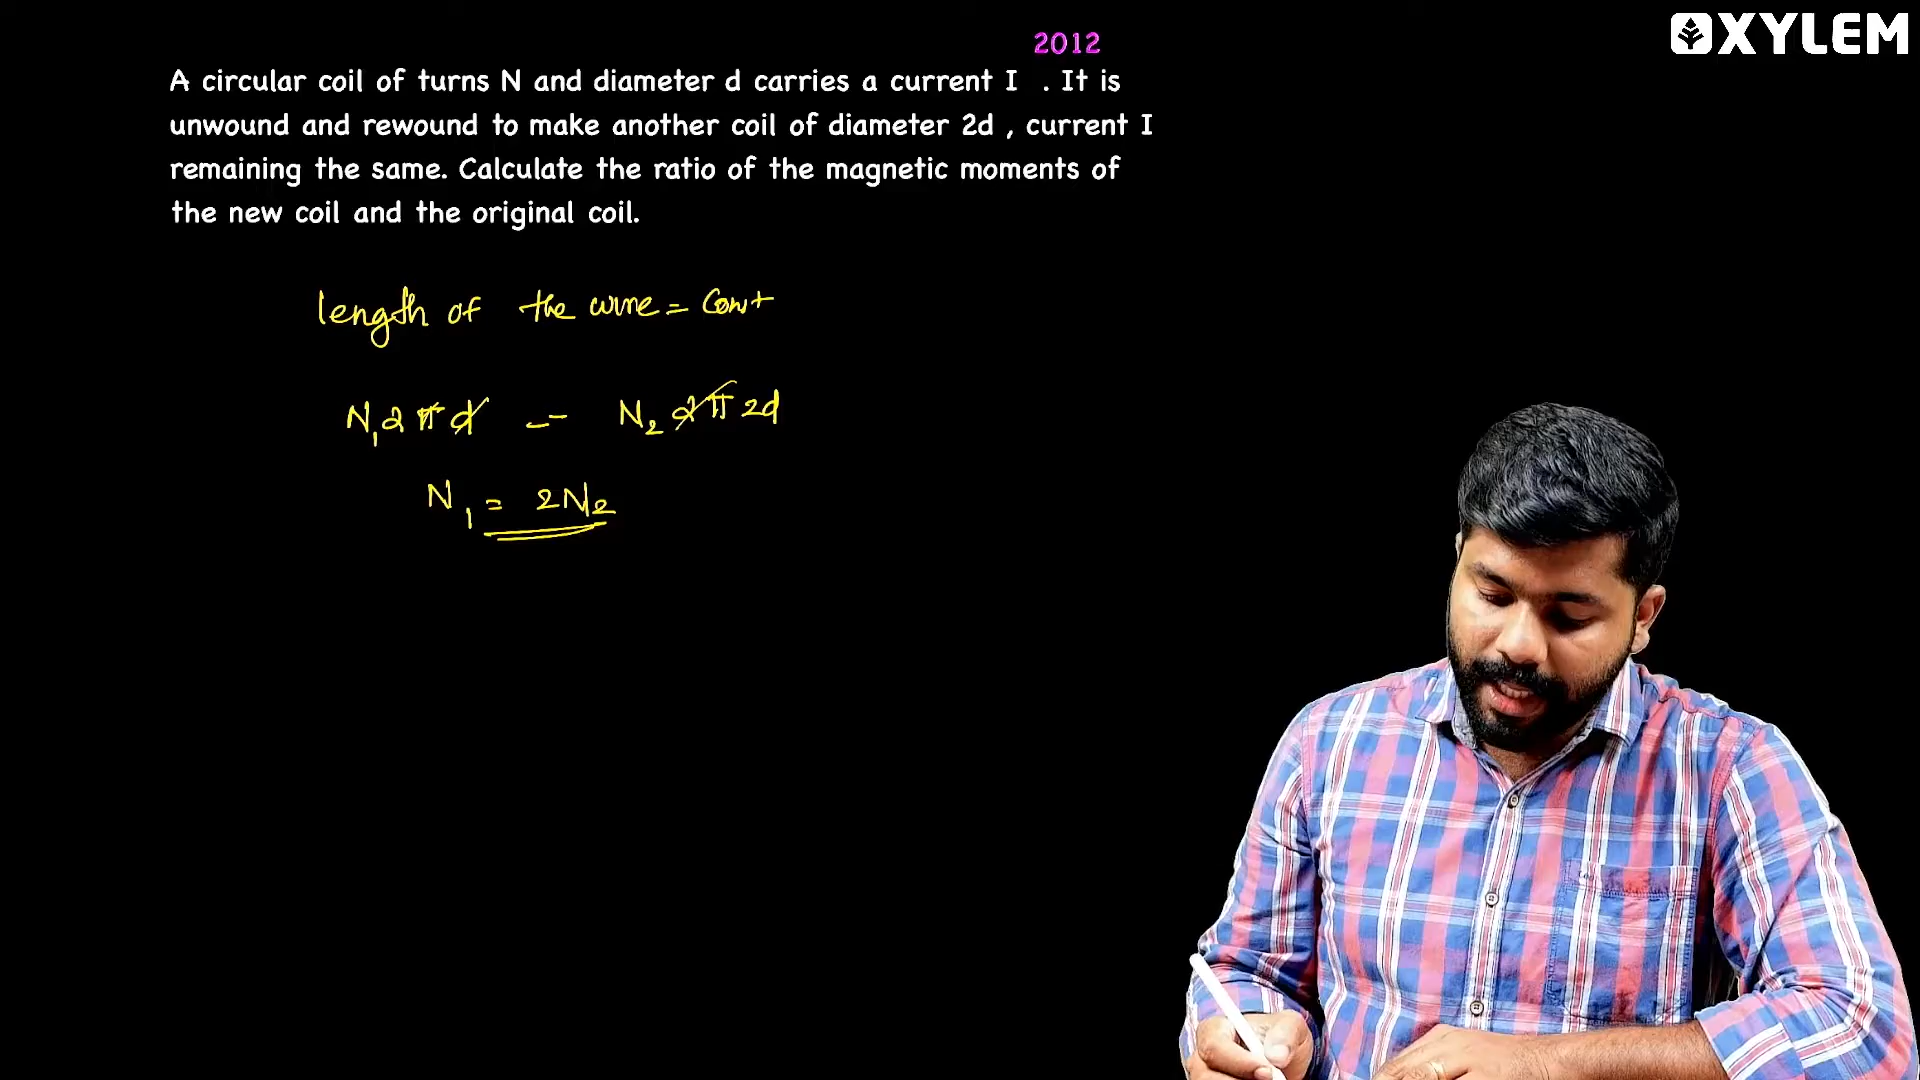 XYLEM
2012
A circular coil of turns N and diameter d carries a current I . It is
unwound and rewound to make another coil of diameter 2d , current I
remaining the same. Calculate the ratio of the magnetic moments of
the new coil and the original coil.
length of the wire = Const
N₁ 2 π d = N₂ 2 π 2d
N₁ = 2N₂